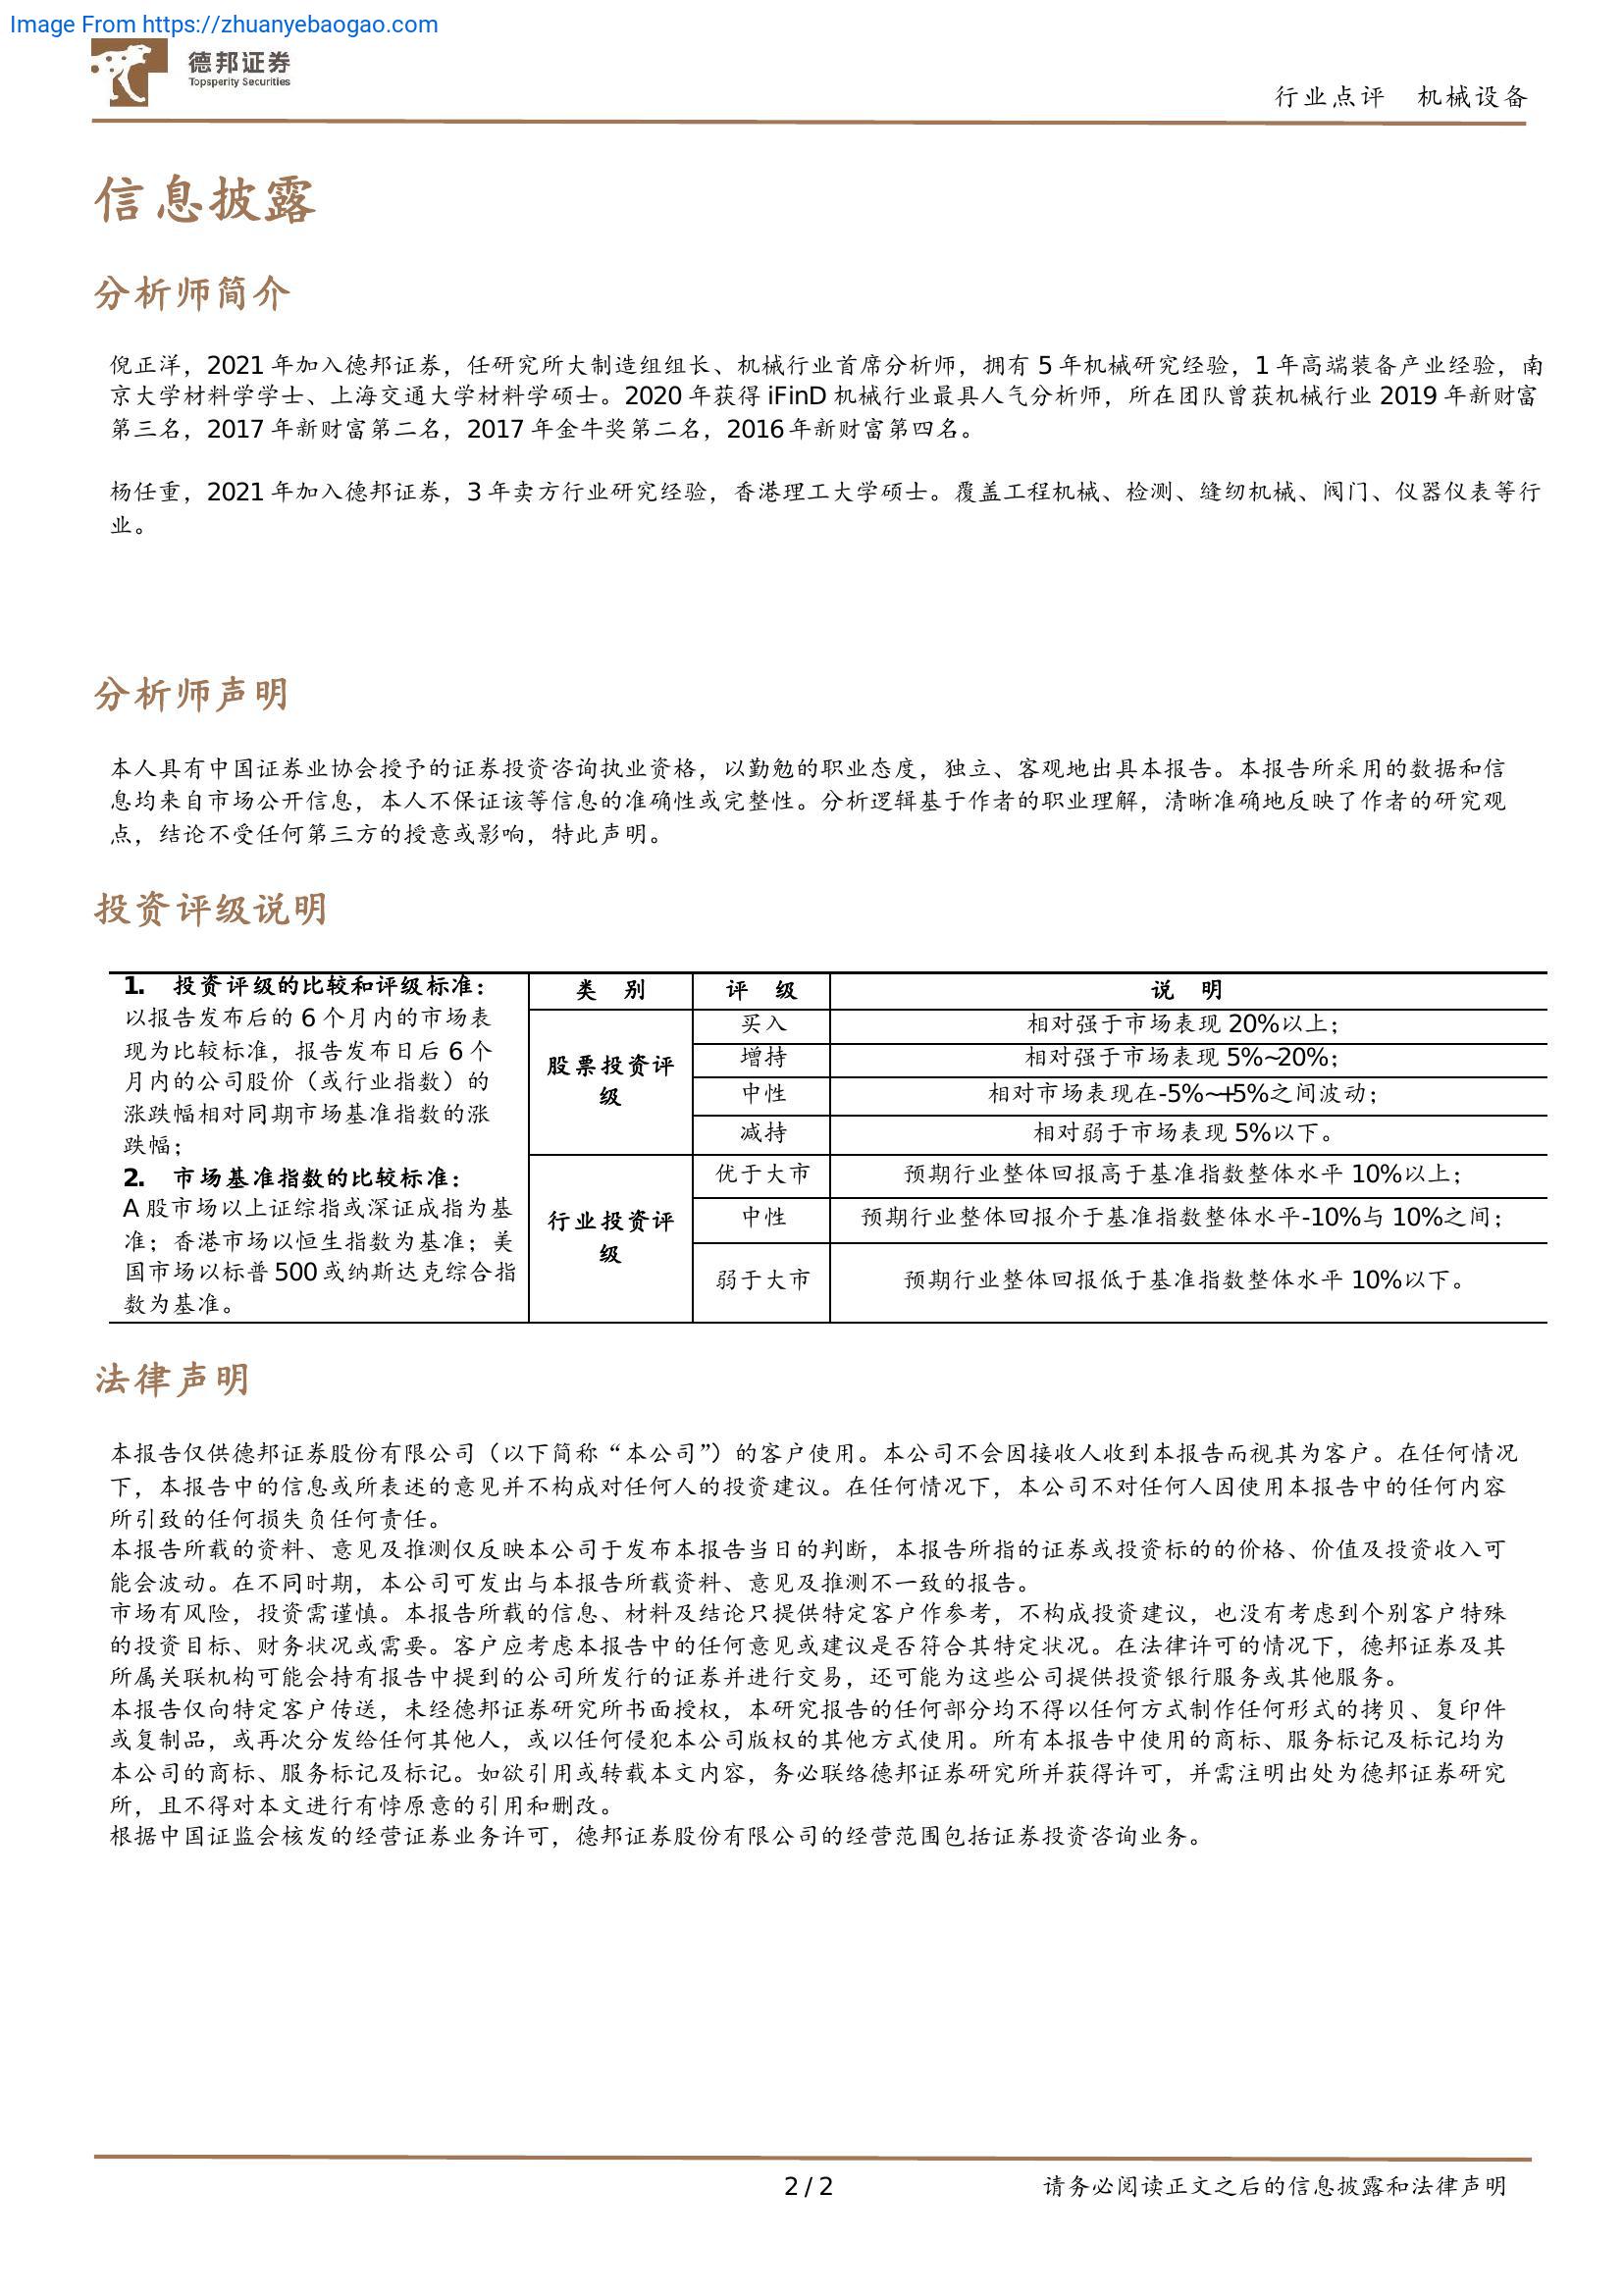 Image From https://zhuanyebaogao.com
德邦证券
Topsperity Securities
行业点评 机械设备
信息披露
分析师简介
倪正洋，2021 年加入德邦证券，任研究所大制造组组长、机械行业首席分析师，拥有 5 年机械研究经验，1 年高端装备产业经验，南
京大学材料学学士、上海交通大学材料学硕士。2020 年获得 iFinD 机械行业最具人气分析师，所在团队曾获机械行业 2019 年新财富
第三名，2017 年新财富第二名，2017 年金牛奖第二名，2016 年新财富第四名。
杨任重，2021 年加入德邦证券，3 年卖方行业研究经验，香港理工大学硕士。覆盖工程机械、检测、缝纫机械、阀门、仪器仪表等行
业。
分析师声明
本人具有中国证券业协会授予的证券投资咨询执业资格，以勤勉的职业态度，独立、客观地出具本报告。本报告所采用的数据和信
息均来自市场公开信息，本人不保证该等信息的准确性或完整性。分析逻辑基于作者的职业理解，清晰准确地反映了作者的研究观
点，结论不受任何第三方的授意或影响，特此声明。
投资评级说明
1. 投资评级的比较和评级标准：
以报告发布后的 6 个月内的市场表
现为比较标准，报告发布日后 6 个
月内的公司股价（或行业指数）的
涨跌幅相对同期市场基准指数的涨
跌幅；
2. 市场基准指数的比较标准：
A 股市场以上证综指或深证成指为基
准；香港市场以恒生指数为基准；美
国市场以标普 500 或纳斯达克综合指
数为基准。
类 别 评 级 说 明
股票投资评
级
买入 相对强于市场表现 20%以上；
增持 相对强于市场表现 5%~20%；
中性 相对市场表现在-5%~+5%之间波动；
减持 相对弱于市场表现 5%以下。
行业投资评
级
优于大市 预期行业整体回报高于基准指数整体水平 10%以上；
中性 预期行业整体回报介于基准指数整体水平-10%与 10%之间；
弱于大市 预期行业整体回报低于基准指数整体水平 10%以下。
法律声明
本报告仅供德邦证券股份有限公司（以下简称“本公司”）的客户使用。本公司不会因接收人收到本报告而视其为客户。在任何情况
下，本报告中的信息或所表述的意见并不构成对任何人的投资建议。在任何情况下，本公司不对任何人因使用本报告中的任何内容
所引致的任何损失负任何责任。
本报告所载的资料、意见及推测仅反映本公司于发布本报告当日的判断，本报告所指的证券或投资标的的价格、价值及投资收入可
能会波动。在不同时期，本公司可发出与本报告所载资料、意见及推测不一致的报告。
市场有风险，投资需谨慎。本报告所载的信息、材料及结论只提供特定客户作参考，不构成投资建议，也没有考虑到个别客户特殊
的投资目标、财务状况或需要。客户应考虑本报告中的任何意见或建议是否符合其特定状况。在法律许可的情况下，德邦证券及其
所属关联机构可能会持有报告中提到的公司所发行的证券并进行交易，还可能为这些公司提供投资银行服务或其他服务。
本报告仅向特定客户传送，未经德邦证券研究所书面授权，本研究报告的任何部分均不得以任何方式制作任何形式的拷贝、复印件
或复制品，或再次分发给任何其他人，或以任何侵犯本公司版权的其他方式使用。所有本报告中使用的商标、服务标记及标记均为
本公司的商标、服务标记及标记。如欲引用或转载本文内容，务必联络德邦证券研究所并获得许可，并需注明出处为德邦证券研究
所，且不得对本文进行有悖原意的引用和删改。
根据中国证监会核发的经营证券业务许可，德邦证券股份有限公司的经营范围包括证券投资咨询业务。
2 / 2 请务必阅读正文之后的信息披露和法律声明